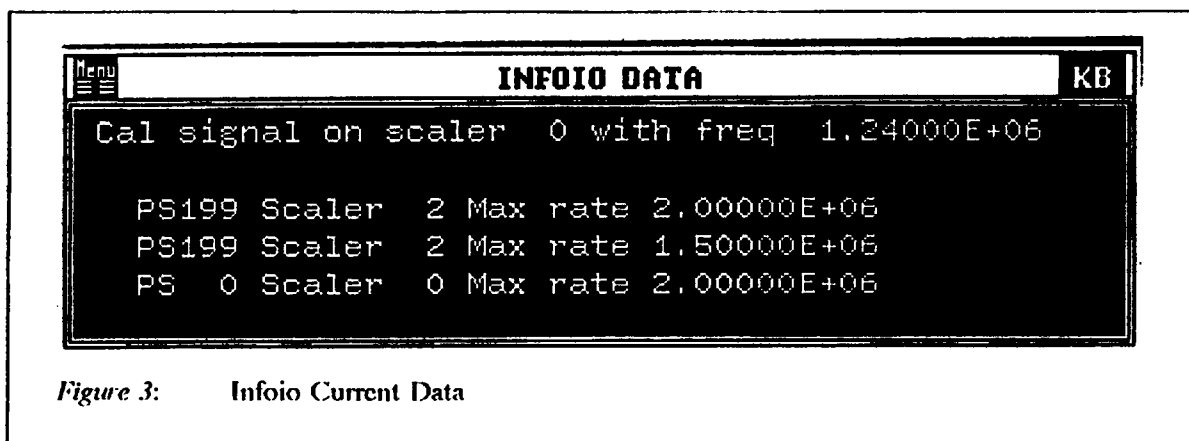 Menu INFOIO DATA KB
Cal signal on scaler 0 with freq 1.24000E+06
PS199 Scaler 2 Max rate 2.00000E+06
PS199 Scaler 2 Max rate 1.50000E+06
PS 0 Scaler 0 Max rate 2.00000E+06
Figure 3: Infoio Current Data